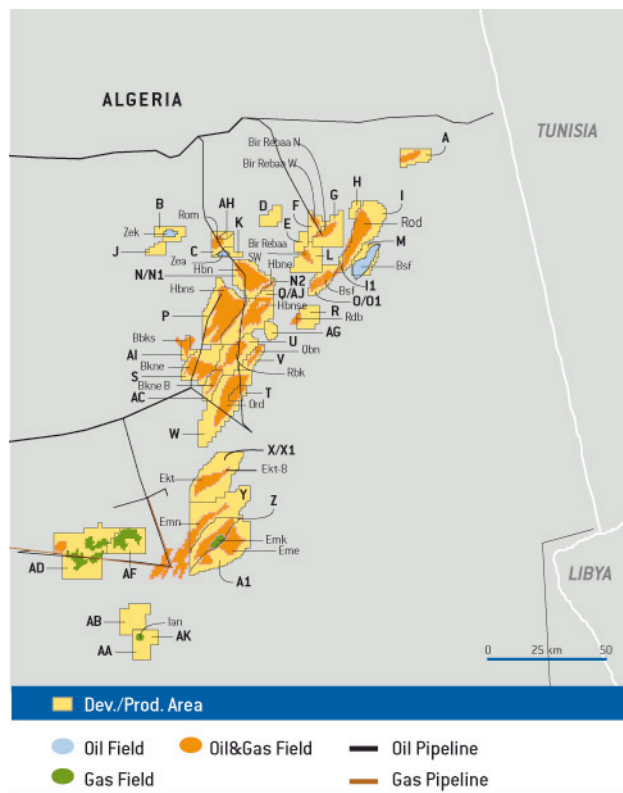 ALGERIA
TUNISIA
Bir Rebaa N
Bir Rebaa W
A
H
I
B
Rom
AH
D
F
G
Rod
Zek
K
E
M
J
Zea
C
Bir Rebaa
SW
L
Bsf
Hbn
Hbne
N/N1
N2
I1
Hbns
Q/AJ
Bsf
O/O1
P
Hbnse
R
Rdb
AG
Bbks
U
AI
Qbn
Bkne
V
S
Rbk
Bkne B
AC
T
Ord
W
X/X1
Ekt-B
Ekt
Y
Z
Emn
Emk
Eme
AD
AF
A1
LIBYA
AB
Ian
AK
AA
0 25 km 50
Dev./Prod. Area
Oil Field Oil&Gas Field Oil Pipeline
Gas Field Gas Pipeline